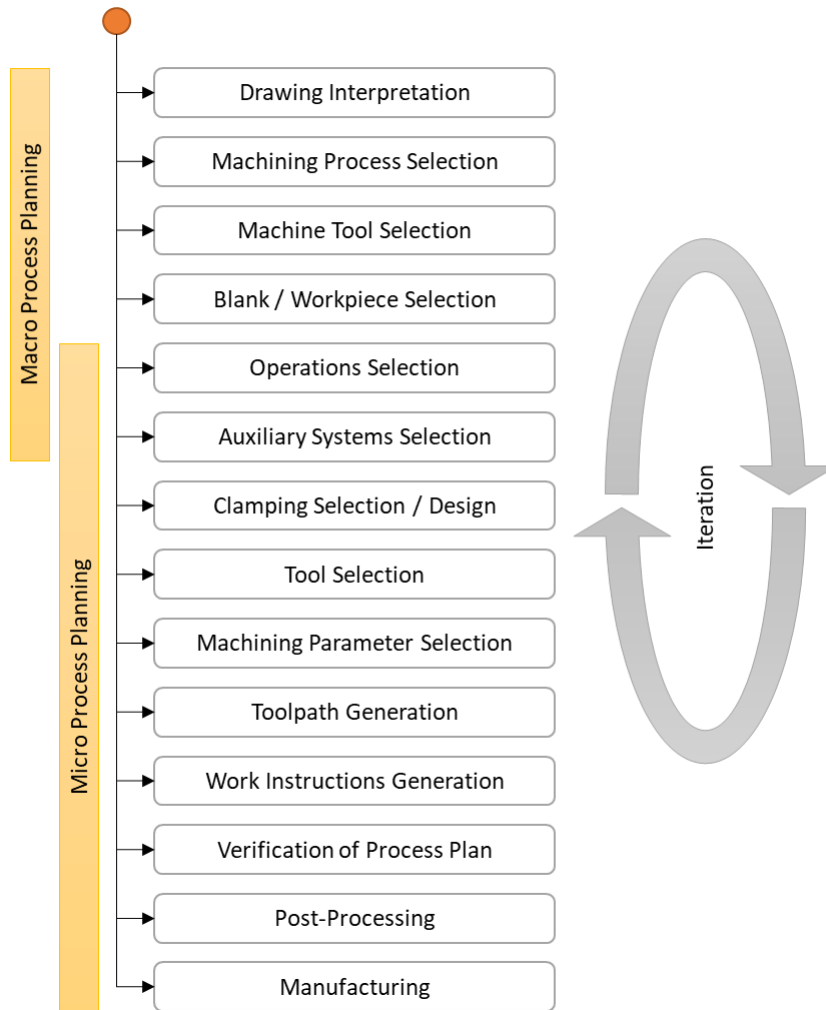 Macro Process Planning
Micro Process Planning
Drawing Interpretation
Machining Process Selection
Machine Tool Selection
Blank / Workpiece Selection
Operations Selection
Auxiliary Systems Selection
Clamping Selection / Design
Tool Selection
Machining Parameter Selection
Toolpath Generation
Work Instructions Generation
Verification of Process Plan
Post-Processing
Manufacturing
Iteration